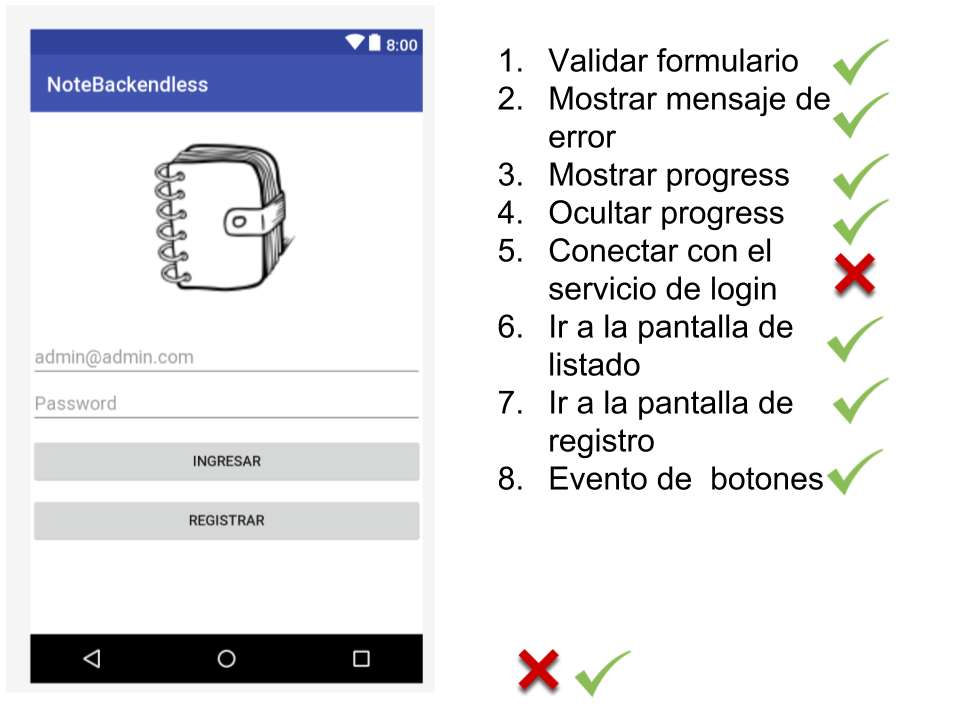 8:00
NoteBackendless
admin@admin.com
Password
INGRESAR
REGISTRAR
1. Validar formulario
2. Mostrar mensaje de
error
3. Mostrar progress
4. Ocultar progress
5. Conectar con el
servicio de login
6. Ir a la pantalla de
listado
7. Ir a la pantalla de
registro
8. Evento de  botones